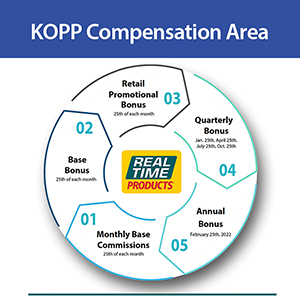 KOPP Compensation Area
01
Monthly Base
Commissions
25th of each month
02
Base
Bonus
25th of each month
03
Retail
Promotional
Bonus
25th of each month
04
Quarterly
Bonus
Jan. 25th, April 25th,
July 25th, Oct. 25th
05
Annual
Bonus
February 25th, 2022
REAL
TIME
PRODUCTS